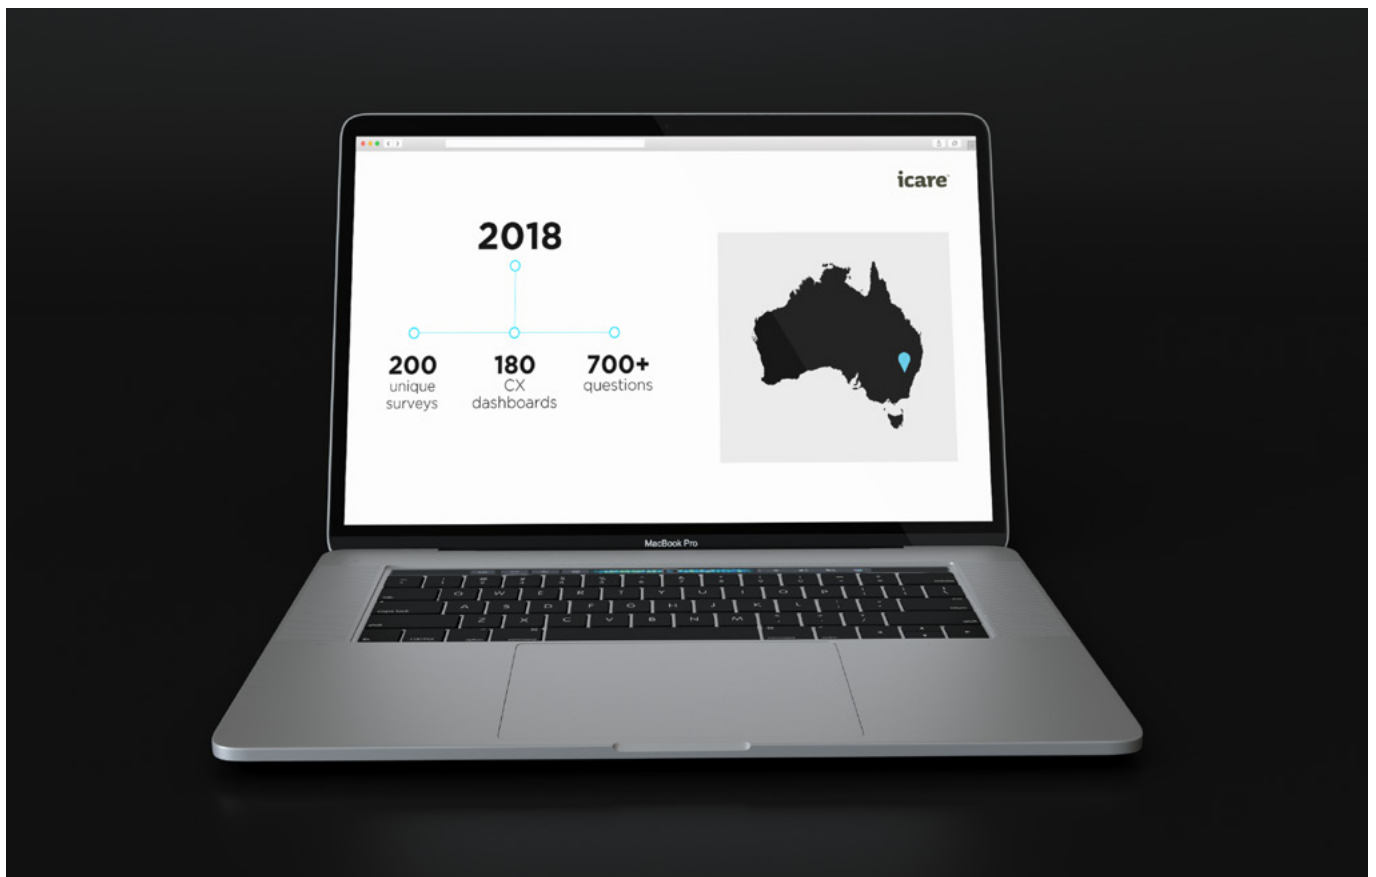 icare
2018
200
unique
surveys
180
CX
dashboards
700+
questions
MacBook Pro
Q W E R T Y U I O P
A S D F G H J K L
Z X C V B N M